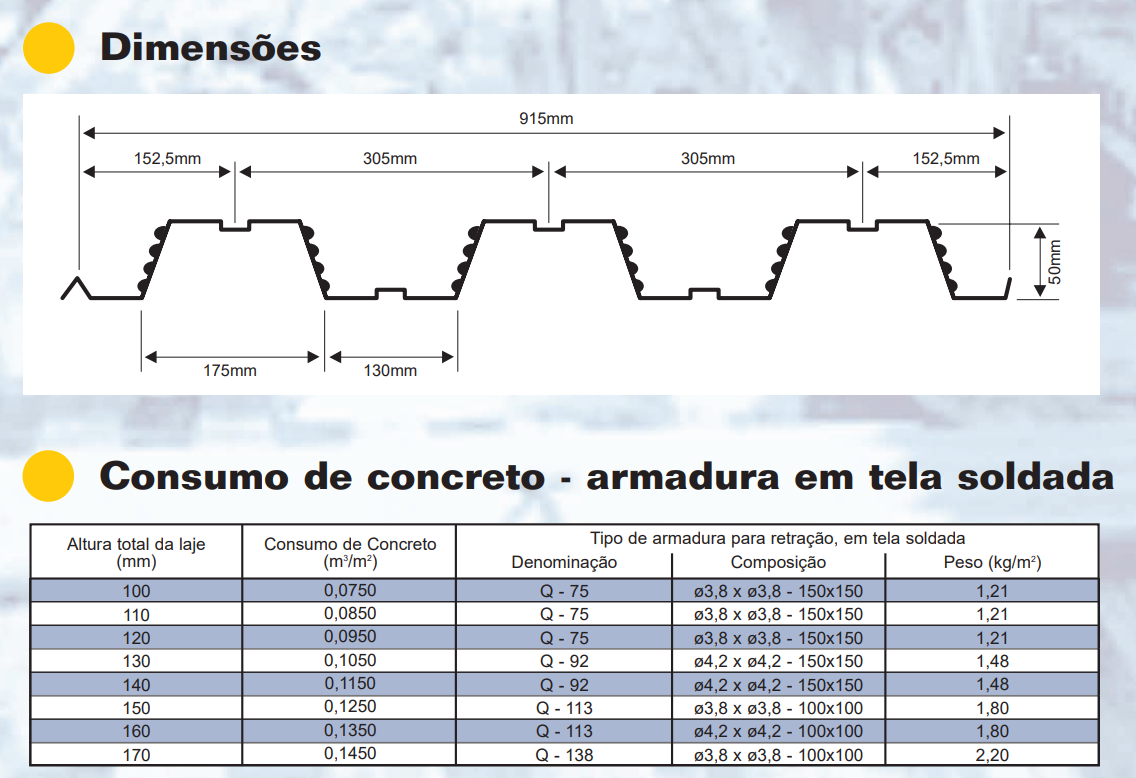 Dimensões
915mm
152,5mm 305mm 305mm 152,5mm
50mm
175mm 130mm
Consumo de concreto - armadura em tela soldada
Altura total da laje (mm) Consumo de Concreto (m³/m²) Tipo de armadura para retração, em tela soldada
Denominação Composição Peso (kg/m²)
100 0,0750 Q - 75 ø3,8 x ø3,8 - 150x150 1,21
110 0,0850 Q - 75 ø3,8 x ø3,8 - 150x150 1,21
120 0,0950 Q - 75 ø3,8 x ø3,8 - 150x150 1,21
130 0,1050 Q - 92 ø4,2 x ø4,2 - 150x150 1,48
140 0,1150 Q - 92 ø4,2 x ø4,2 - 150x150 1,48
150 0,1250 Q - 113 ø3,8 x ø3,8 - 100x100 1,80
160 0,1350 Q - 113 ø4,2 x ø4,2 - 100x100 1,80
170 0,1450 Q - 138 ø3,8 x ø3,8 - 100x100 2,20